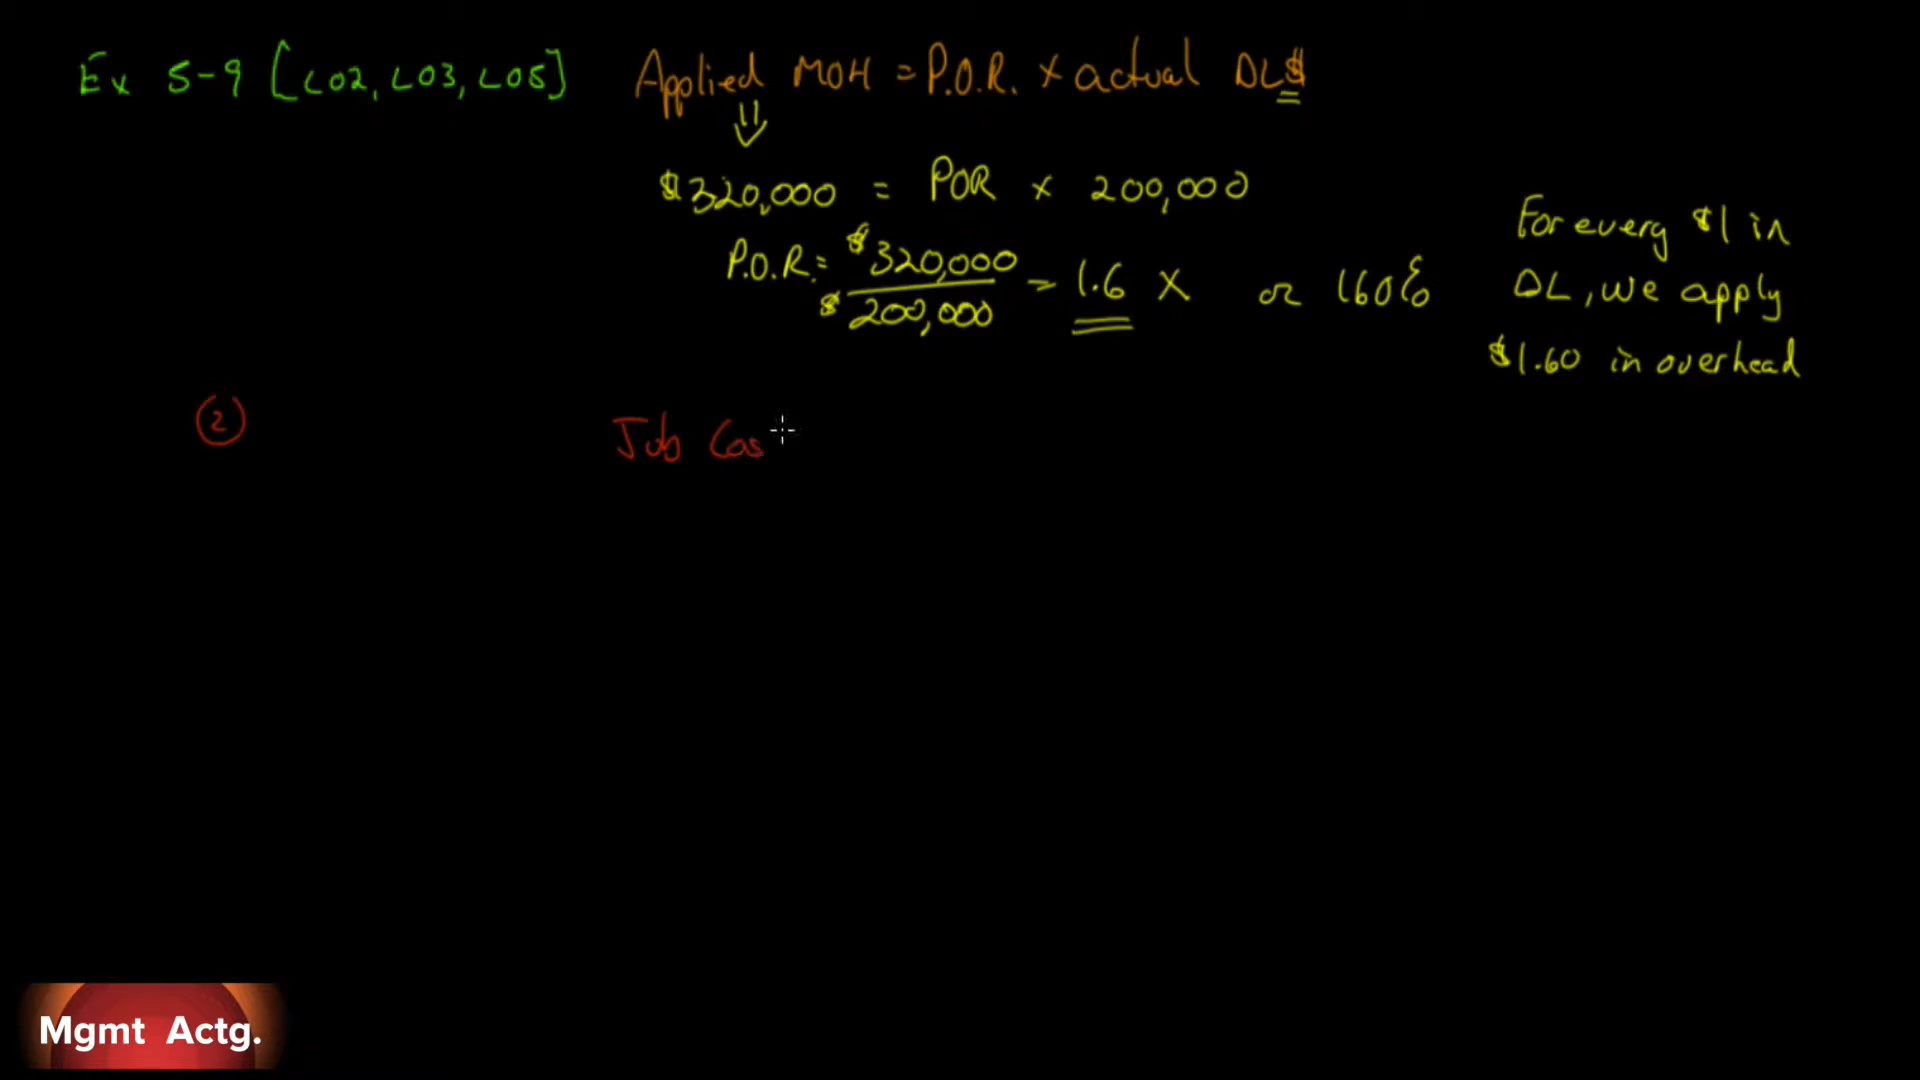 Ex 5-9 [LO2, LO3, LO5]
Applied MOH = P.O.R. x actual DL$
$320,000 = POR x 200,000
P.O.R. = $320,000 / $200,000 = 1.6 X or 160%
For every $1 in
DL, we apply
$1.60 in overhead
2
Job Cos
Mgmt Actg.